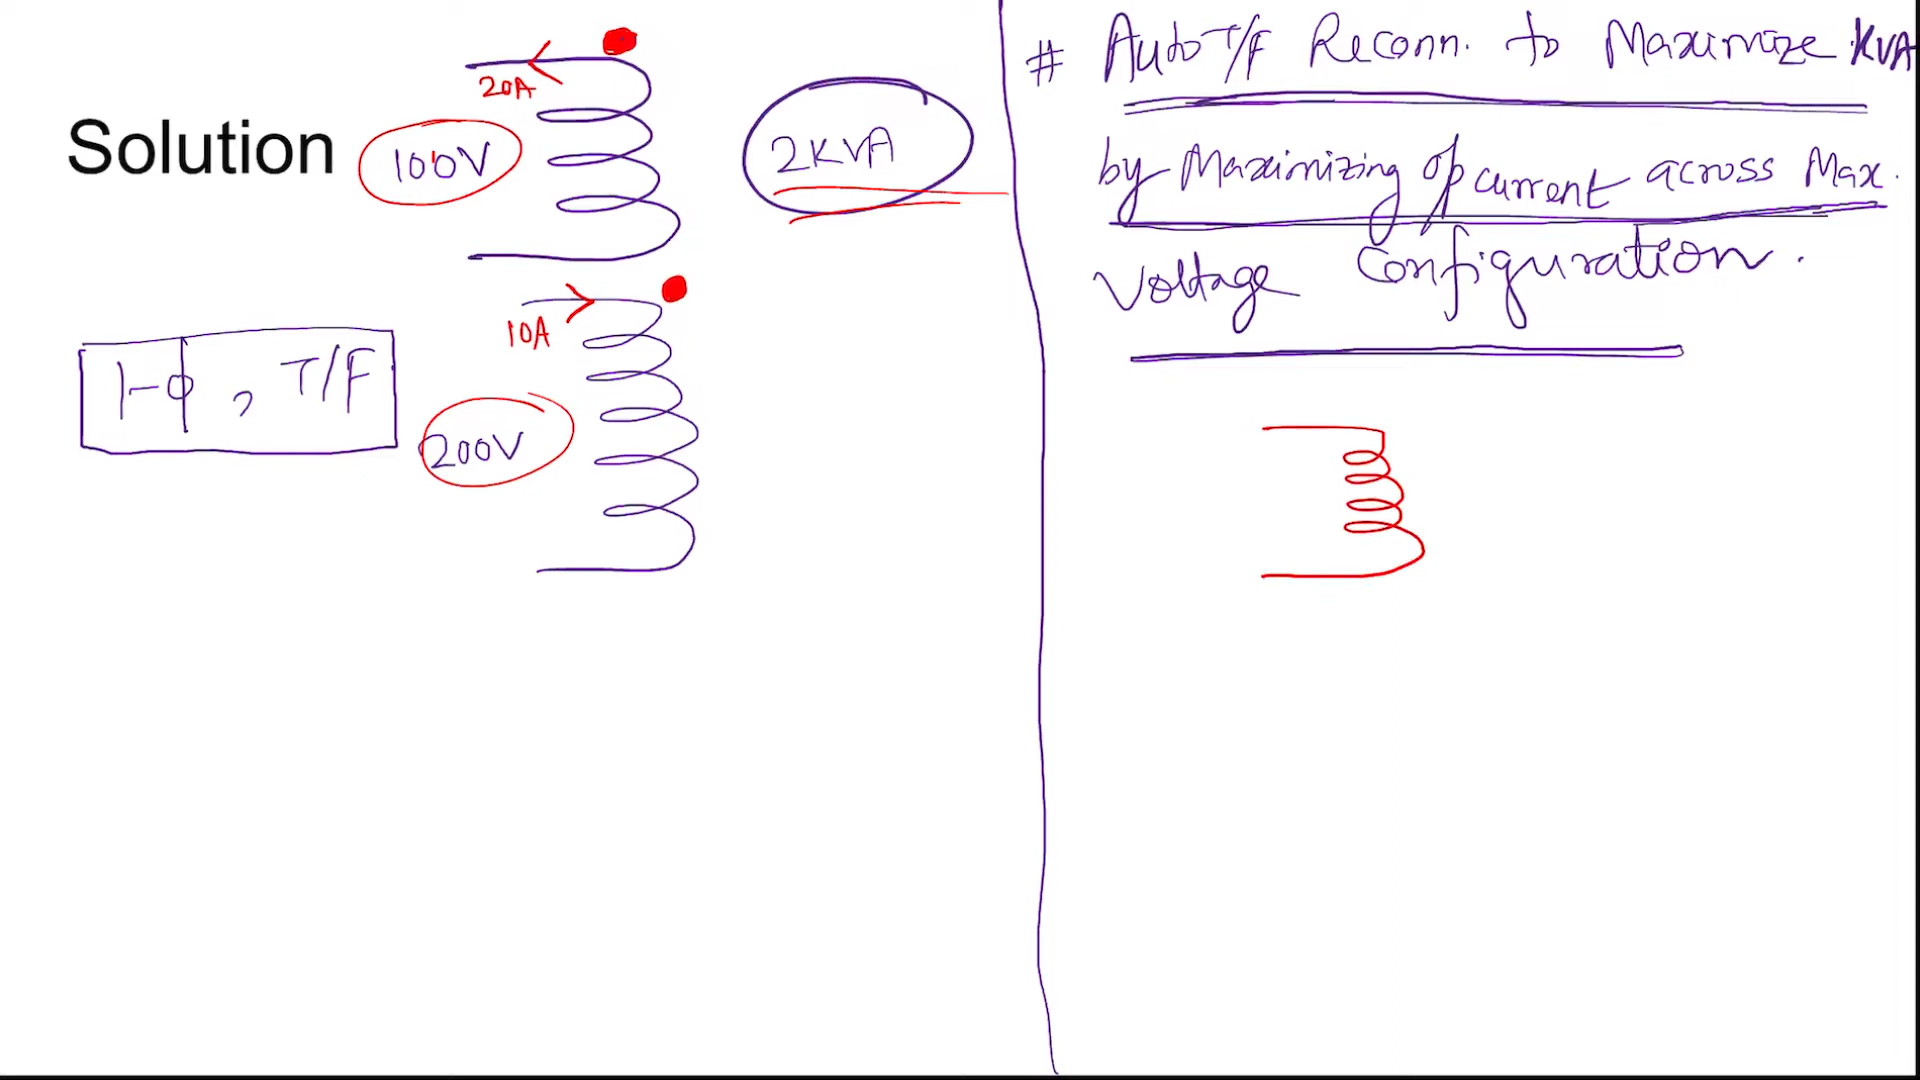 Solution
20A
100V
2KVA
10A
200V
1-ϕ, T/F
# Auto T/F Reconn. to Maximize KVA
by Maximizing op current across Max.
Voltage Configuration.